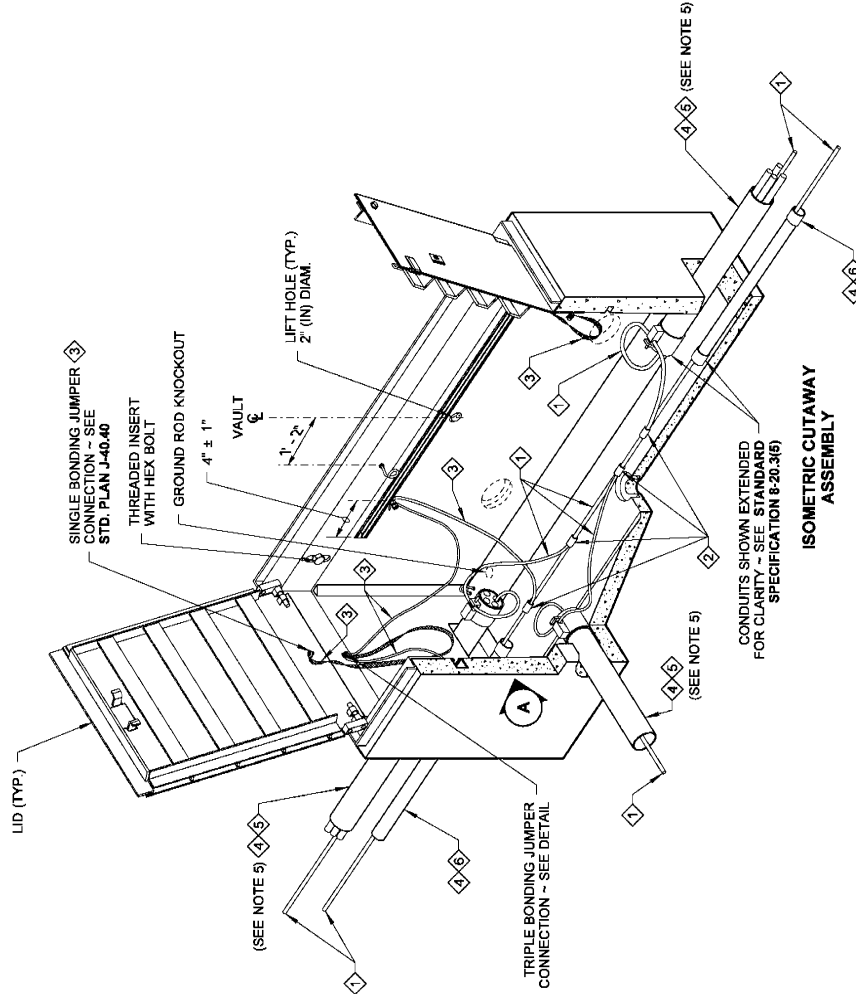 LID (TYP.)
SINGLE BONDING JUMPER 3
CONNECTION ~ SEE
STD. PLAN J-40.40
THREADED INSERT
WITH HEX BOLT
GROUND ROD KNOCKOUT
4" ± 1"
VAULT
℄
1' - 2"
LIFT HOLE (TYP.)
2" (IN) DIAM.
(SEE NOTE 5) 4 5
1
4 6
TRIPLE BONDING JUMPER
CONNECTION ~ SEE DETAIL
3
3
3
1
3
1
A
1
4 5
(SEE NOTE 5)
2
CONDUITS SHOWN EXTENDED
FOR CLARITY ~ SEE STANDARD
SPECIFICATION 8-20.3(5)
4 5 (SEE NOTE 5)
1
4 6
ISOMETRIC CUTAWAY
ASSEMBLY